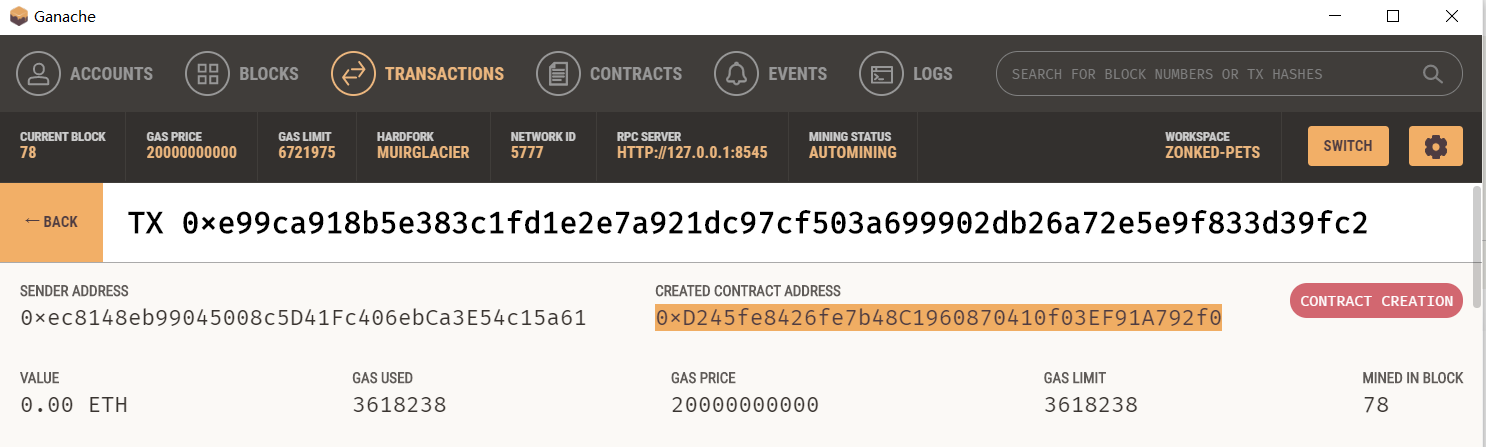 Ganache
ACCOUNTS BLOCKS TRANSACTIONS CONTRACTS EVENTS LOGS SEARCH FOR BLOCK NUMBERS OR TX HASHES
CURRENT BLOCK GAS PRICE GAS LIMIT HARDFORK NETWORK ID RPC SERVER MINING STATUS WORKSPACE
78 20000000000 6721975 MUIRGLACIER 5777 HTTP://127.0.0.1:8545 AUTOMINING ZONKED-PETS
SWITCH
← BACK TX 0×e99ca918b5e383c1fd1e2e7a921dc97cf503a699902db26a72e5e9f833d39fc2
SENDER ADDRESS CREATED CONTRACT ADDRESS
0×ec8148eb99045008c5D41Fc406ebCa3E54c15a61 0×D245fe8426fe7b48C1960870410f03EF91A792f0
CONTRACT CREATION
VALUE GAS USED GAS PRICE GAS LIMIT MINED IN BLOCK
0.00 ETH 3618238 20000000000 3618238 78